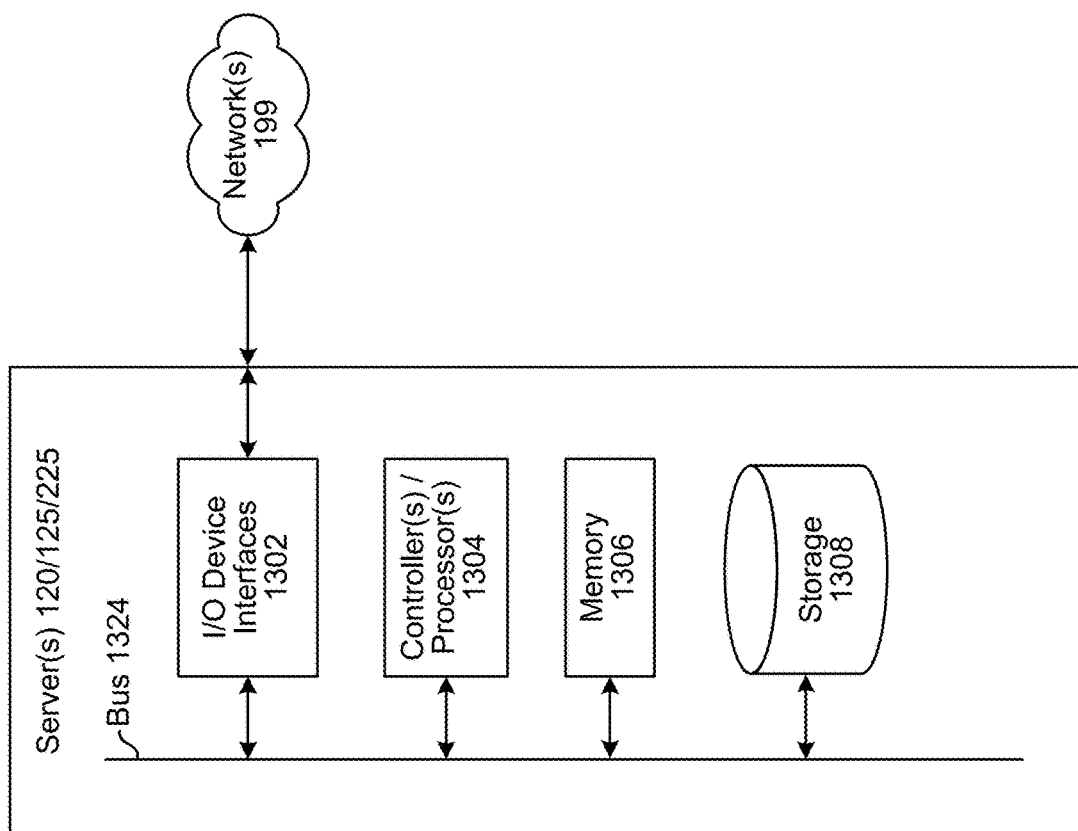 Server(s) 120/125/225
Bus 1324
I/O Device
Interfaces
1302
Controller(s) /
Processor(s)
1304
Memory
1306
Storage
1308
Network(s)
199